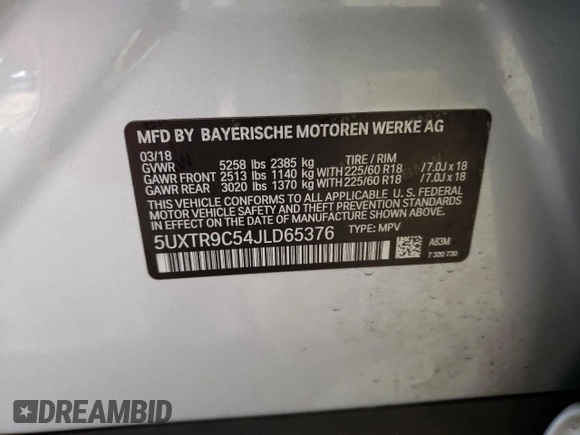 MFD BY BAYERISCHE MOTOREN WERKE AG
03/18 TIRE / RIM
GVWR 5258 lbs 2385 kg
GAWR FRONT 2513 lbs 1140 kg WITH 225/60 R18 /7.0J x 18
GAWR REAR 3020 lbs 1370 kg WITH 225/60 R18 /7.0J x 18
THIS VEHICLE CONFORMS TO ALL APPLICABLE U.S. FEDERAL
MOTOR VEHICLE SAFETY, BUMPER, AND THEFT PREVENTION
STANDARDS IN EFFECT ON THE DATE OF MANUFACTURE SHOWN ABOVE.
5UXTR9C54JLD65376 TYPE: MPV
A83M
7 320 730
DREAMBID